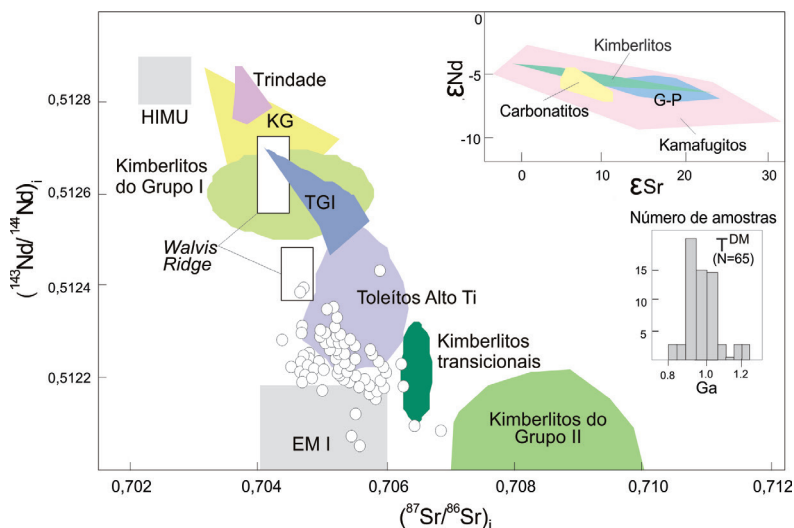 0,5128
0,5126
0,5124
0,5122
(¹⁴³Nd/¹⁴⁴Nd)ᵢ
HIMU
Trindade
KG
Kimberlitos
do Grupo I
TGI
Walvis
Ridge
Toleítos Alto Ti
Kimberlitos
transicionais
EM I
Kimberlitos do
Grupo II
0,702
0,704
0,706
0,708
0,710
0,712
(⁸⁷Sr/⁸⁶Sr)ᵢ
0
-5
-10
εNd
Kimberlitos
Carbonatitos
G-P
Kamafugitos
0
10
20
30
εSr
Número de amostras
Tᴰᴹ
(N=65)
15
10
5
0.8
1.0
1.2
Ga